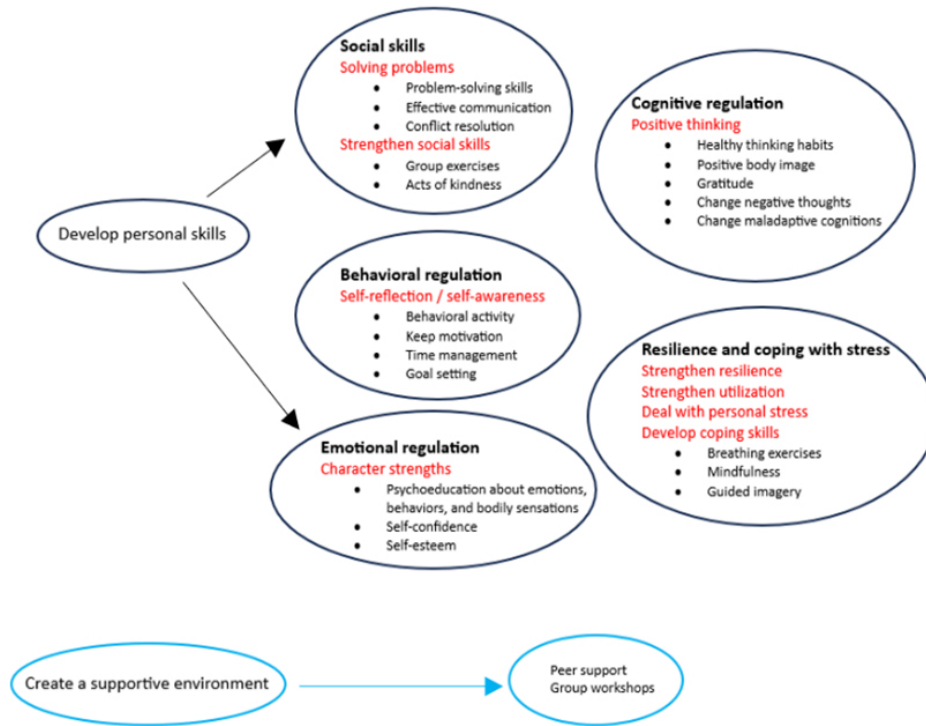 Social skills
Solving problems
• Problem-solving skills
• Effective communication
• Conflict resolution
Strengthen social skills
• Group exercises
• Acts of kindness
Cognitive regulation
Positive thinking
• Healthy thinking habits
• Positive body image
• Gratitude
• Change negative thoughts
• Change maladaptive cognitions
Develop personal skills
Behavioral regulation
Self-reflection / self-awareness
• Behavioral activity
• Keep motivation
• Time management
• Goal setting
Resilience and coping with stress
Strengthen resilience
Strengthen utilization
Deal with personal stress
Develop coping skills
• Breathing exercises
• Mindfulness
• Guided imagery
Emotional regulation
Character strengths
• Psychoeducation about emotions,
behaviors, and bodily sensations
• Self-confidence
• Self-esteem
Create a supportive environment
Peer support
Group workshops